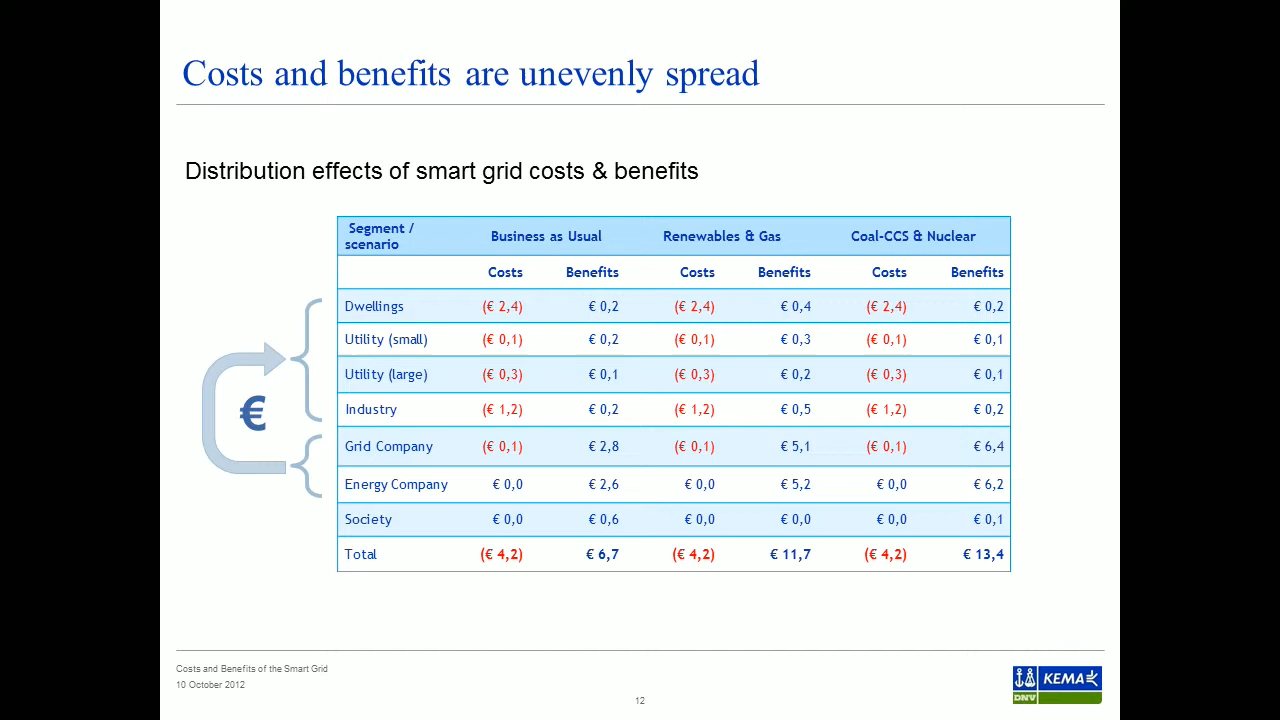 Costs and benefits are unevenly spread
Distribution effects of smart grid costs & benefits
Segment / scenario Business as Usual Renewables & Gas Coal-CCS & Nuclear
Costs Benefits Costs Benefits Costs Benefits
Dwellings (€ 2,4) € 0,2 (€ 2,4) € 0,4 (€ 2,4) € 0,2
Utility (small) (€ 0,1) € 0,2 (€ 0,1) € 0,3 (€ 0,1) € 0,1
Utility (large) (€ 0,3) € 0,1 (€ 0,3) € 0,2 (€ 0,3) € 0,1
Industry (€ 1,2) € 0,2 (€ 1,2) € 0,5 (€ 1,2) € 0,2
€
Grid Company (€ 0,1) € 2,8 (€ 0,1) € 5,1 (€ 0,1) € 6,4
Energy Company € 0,0 € 2,6 € 0,0 € 5,2 € 0,0 € 6,2
Society € 0,0 € 0,6 € 0,0 € 0,0 € 0,0 € 0,1
Total (€ 4,2) € 6,7 (€ 4,2) € 11,7 (€ 4,2) € 13,4
Costs and Benefits of the Smart Grid
10 October 2012
12
KEMA
DNV